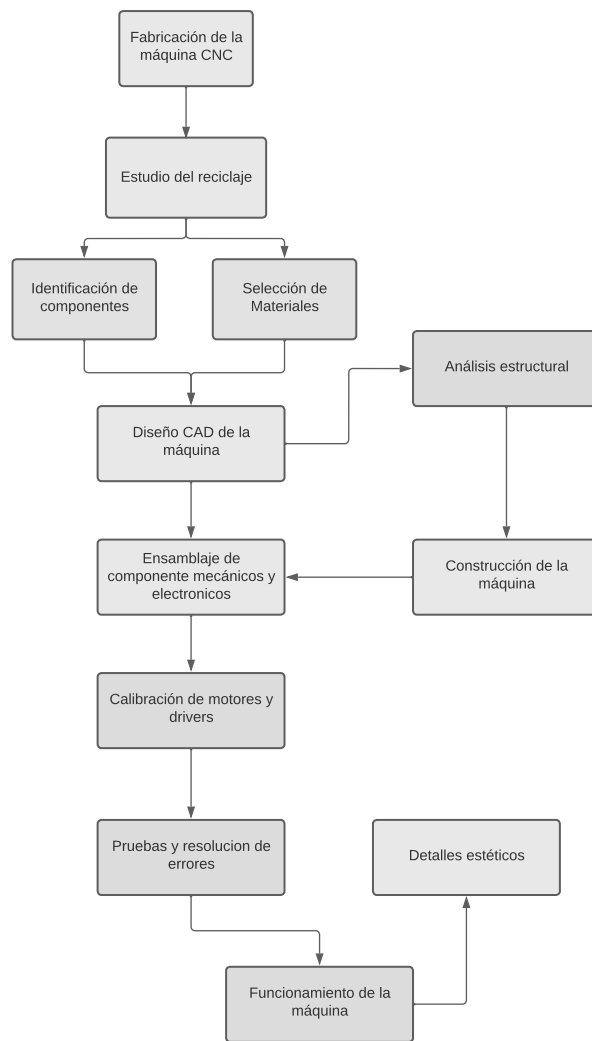 Fabricación de la
máquina CNC
Estudio del reciclaje
Identificación de
componentes
Selección de
Materiales
Análisis estructural
Diseño CAD de la
máquina
Ensamblaje de
componente mecánicos y
electronicos
Construcción de la
máquina
Calibración de motores y
drivers
Pruebas y resolucion de
errores
Detalles estéticos
Funcionamiento de la
máquina